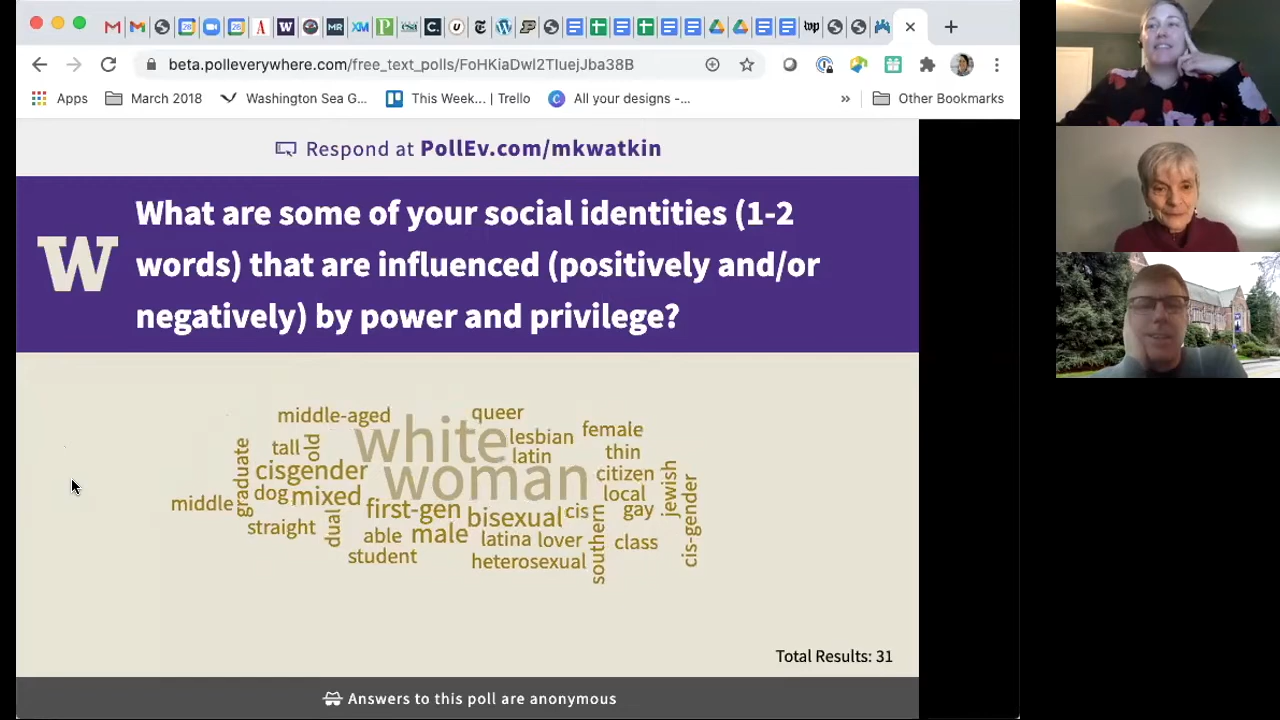 beta.polleverywhere.com/free_text_polls/FoHKiaDwI2TIuejJba38B
Apps
March 2018
Washington Sea G...
This Week... | Trello
All your designs -...
»
Other Bookmarks
Respond at PollEv.com/mkwatkin
W
What are some of your social identities (1-2
words) that are influenced (positively and/or
negatively) by power and privilege?
middle-aged
queer
white
female
lesbian
tall
old
thin
latin
graduate
cisgender
woman
citizen
dog
mixed
local
jewish
middle
first-gen
bisexual
cis
gay
cis-gender
straight
dual
able
male
latina
lover
southern
class
student
heterosexual
Total Results: 31
Answers to this poll are anonymous